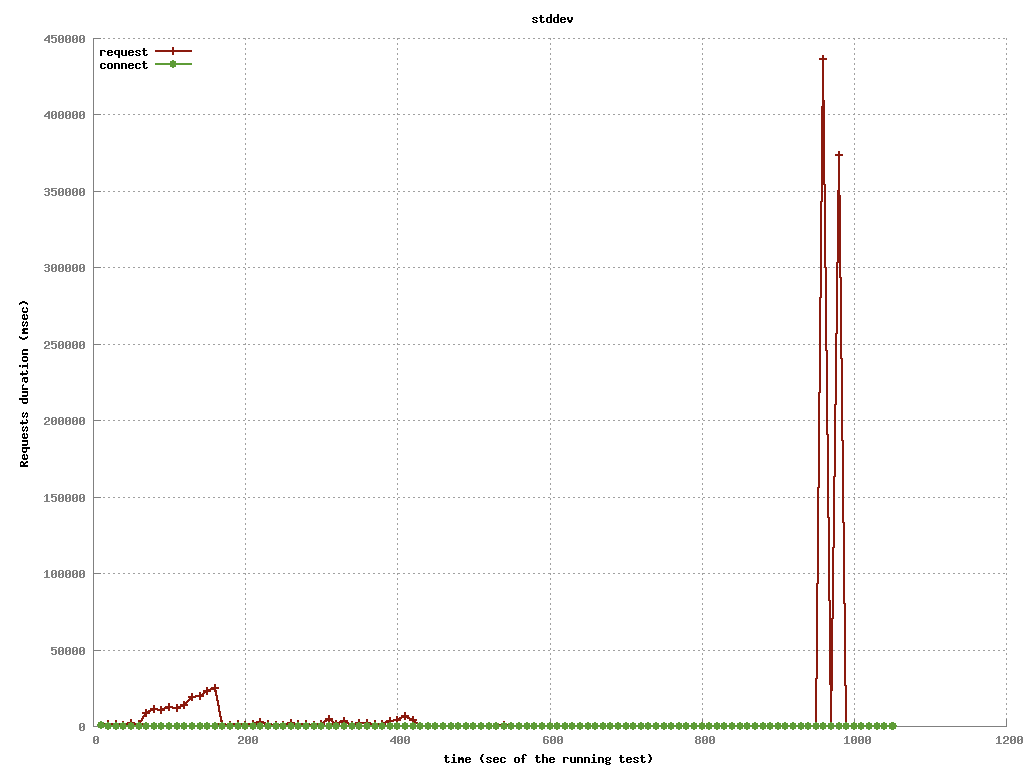 stddev
450000
400000
350000
300000
250000
200000
150000
100000
50000
0
request
connect
Requests duration (msec)
0 200 400 600 800 1000 1200
time (sec of the running test)